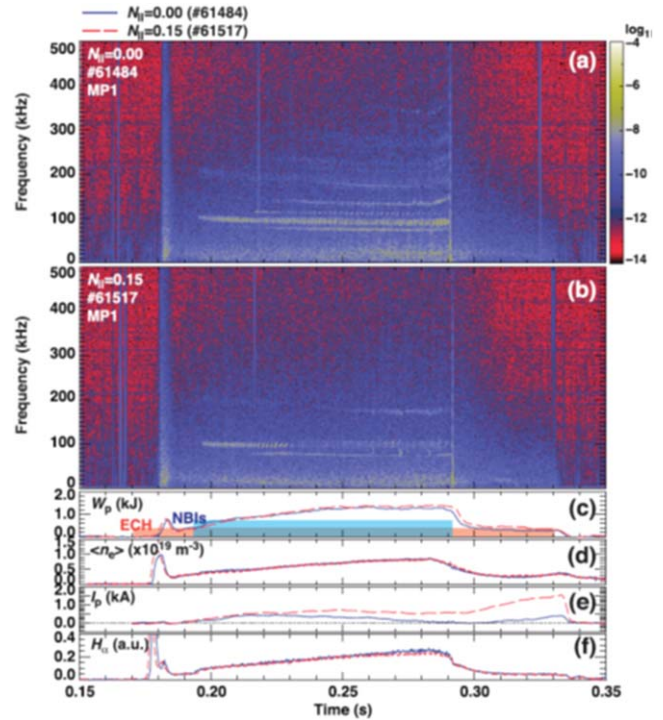 N||=0.00 (#61484)
N||=0.15 (#61517)
N||=0.00
#61484
MP1
(a)
Frequency (kHz)
500
400
300
200
100
0
-4
-6
-8
-10
-12
-14
N||=0.15
#61517
MP1
(b)
Frequency (kHz)
500
400
300
200
100
0
2.0 Wp (kJ) (c)
1.0
0.0
ECH NBIs
<ne> (x10^19 m^-3) (d)
1.0
0.5
0.0
2.0 Ip (kA) (e)
1.0
0.0
0.4 Hα (a.u.) (f)
0.2
0.0
0.15 0.20 0.25 0.30 0.35
Time (s)